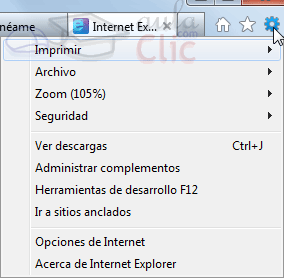 néame
Internet Ex...
Imprimir
Archivo
Zoom (105%)
Seguridad
Ver descargas Ctrl+J
Administrar complementos
Herramientas de desarrollo F12
Ir a sitios anclados
Opciones de Internet
Acerca de Internet Explorer
Clic